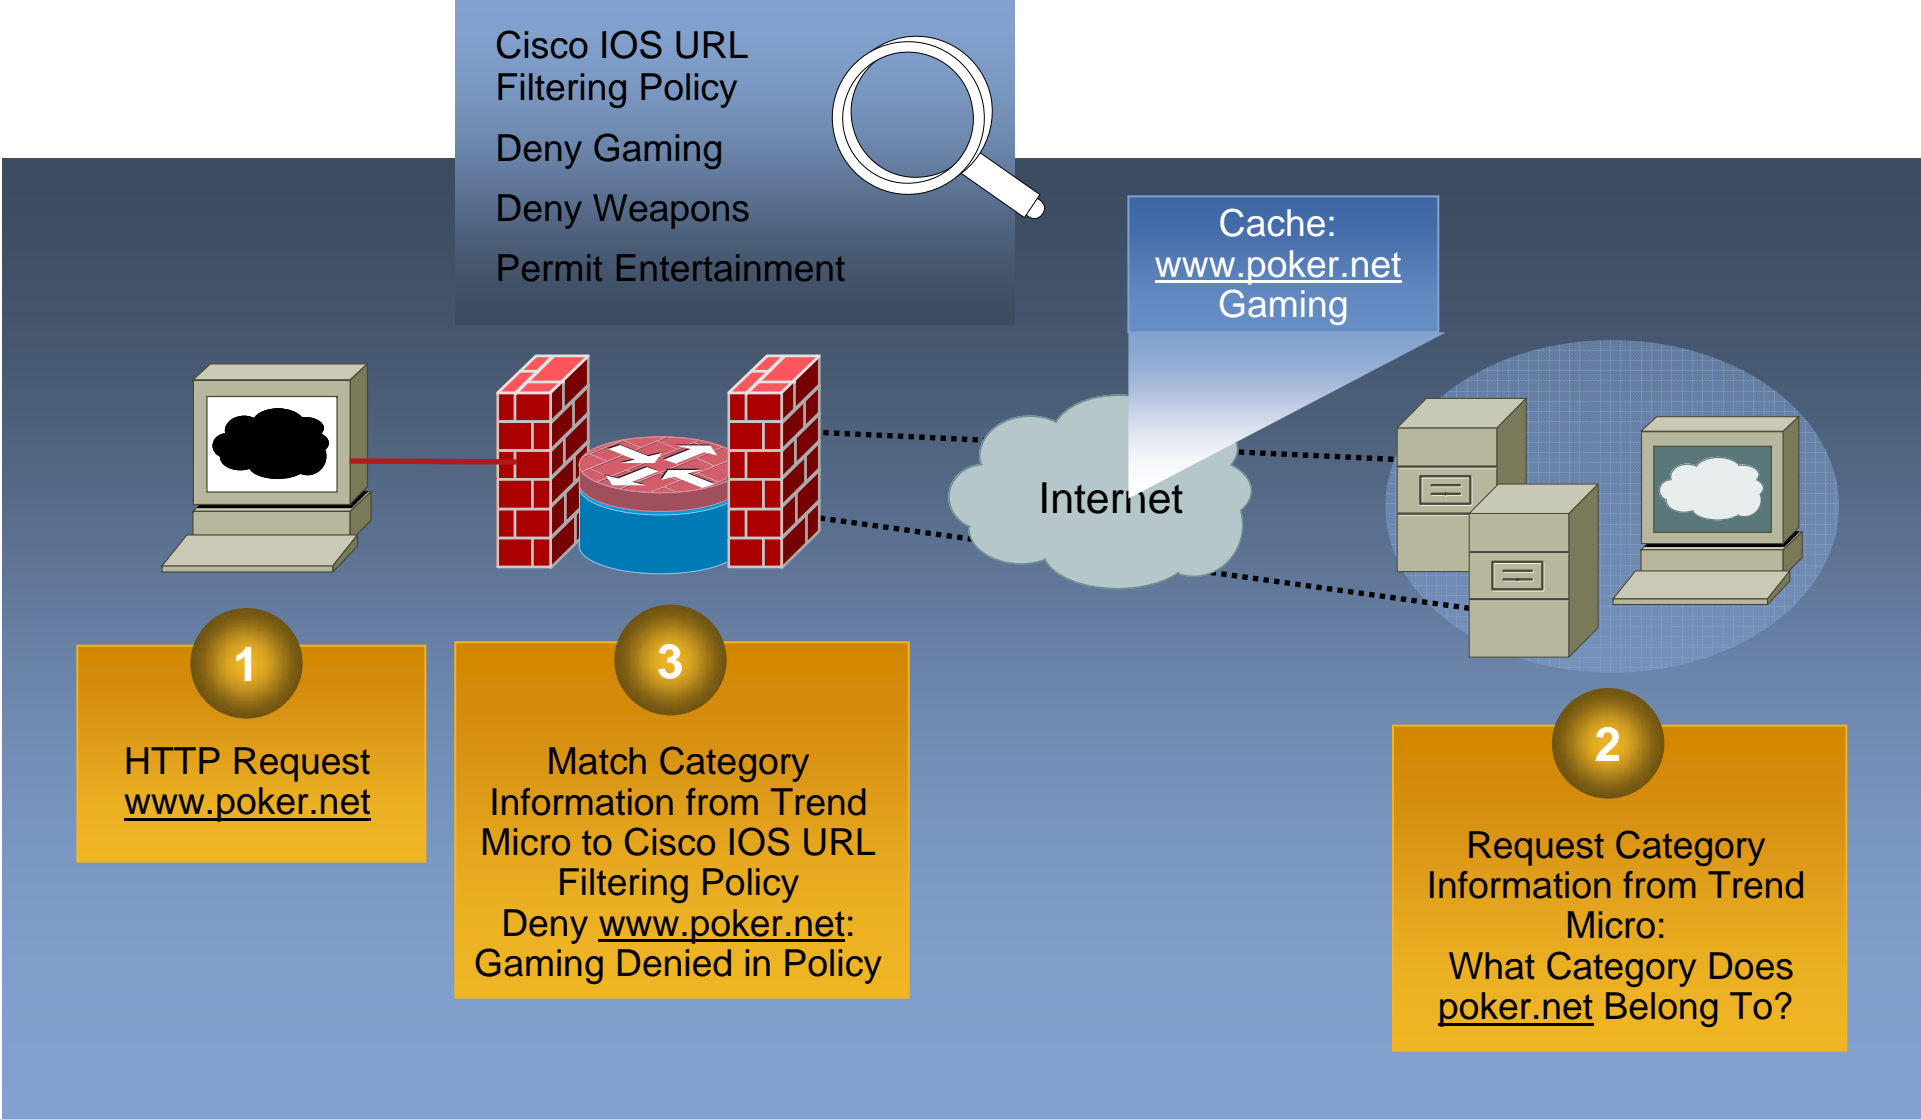 Cisco IOS URL
Filtering Policy
Deny Gaming
Deny Weapons
Permit Entertainment
Cache:
www.poker.net
Gaming
Internet
1
HTTP Request
www.poker.net
3
Match Category
Information from Trend
Micro to Cisco IOS URL
Filtering Policy
Deny www.poker.net:
Gaming Denied in Policy
2
Request Category
Information from Trend
Micro:
What Category Does
poker.net Belong To?